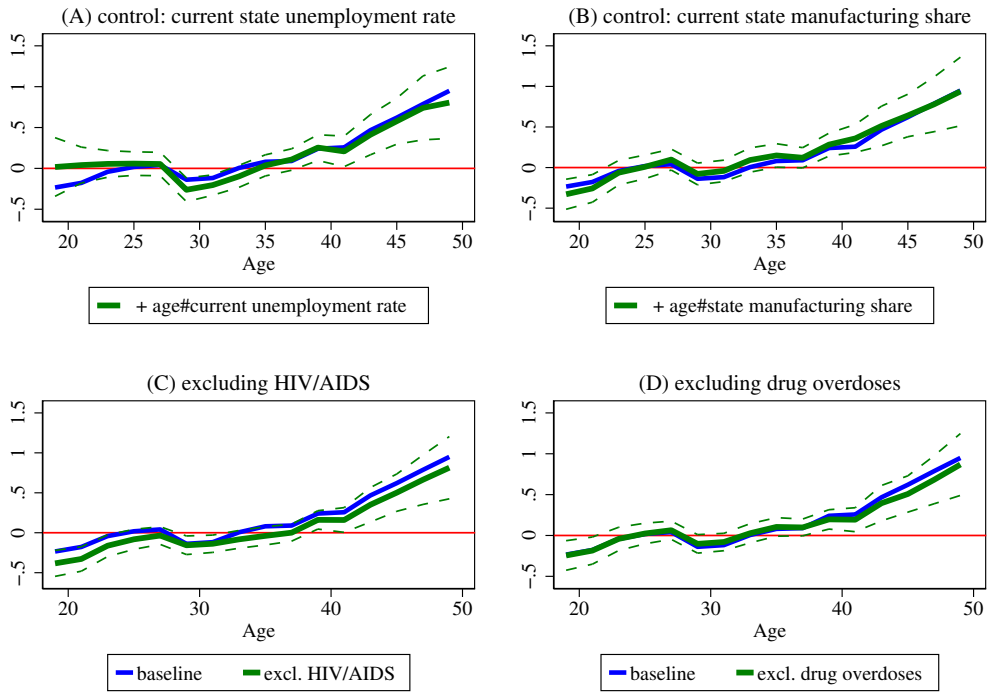 (A) control: current state unemployment rate
1.5
1
.5
0
-.5
20 25 30 35 40 45 50
Age
+ age#current unemployment rate
(B) control: current state manufacturing share
1.5
1
.5
0
-.5
20 25 30 35 40 45 50
Age
+ age#state manufacturing share
(C) excluding HIV/AIDS
1.5
1
.5
0
-.5
20 30 40 50
Age
baseline excl. HIV/AIDS
(D) excluding drug overdoses
1.5
1
.5
0
-.5
20 30 40 50
Age
baseline excl. drug overdoses